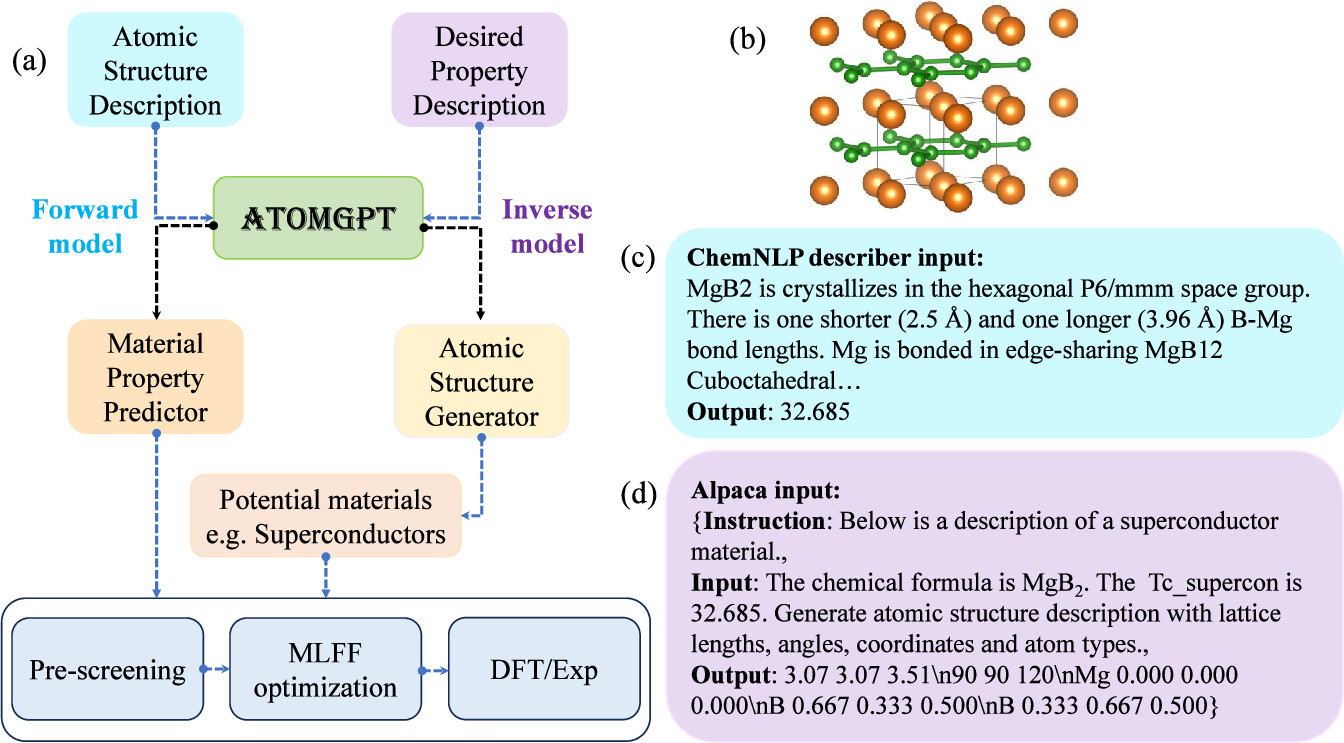 (a)
Atomic
Structure
Description
Desired
Property
Description
Forward
model
ATOMGPT
Inverse
model
Material
Property
Predictor
Atomic
Structure
Generator
Potential materials
e.g. Superconductors
Pre-screening
MLFF
optimization
DFT/Exp
(b)
(c)
ChemNLP describer input:
MgB2 is crystallizes in the hexagonal P6/mmm space group.
There is one shorter (2.5 Å) and one longer (3.96 Å) B-Mg
bond lengths. Mg is bonded in edge-sharing MgB12
Cuboctahedral…
Output: 32.685
(d)
Alpaca input:
{Instruction: Below is a description of a superconductor
material.,
Input: The chemical formula is MgB₂. The  Tc_supercon is
32.685. Generate atomic structure description with lattice
lengths, angles, coordinates and atom types.,
Output: 3.07 3.07 3.51\n90 90 120\nMg 0.000 0.000
0.000\nB 0.667 0.333 0.500\nB 0.333 0.667 0.500}